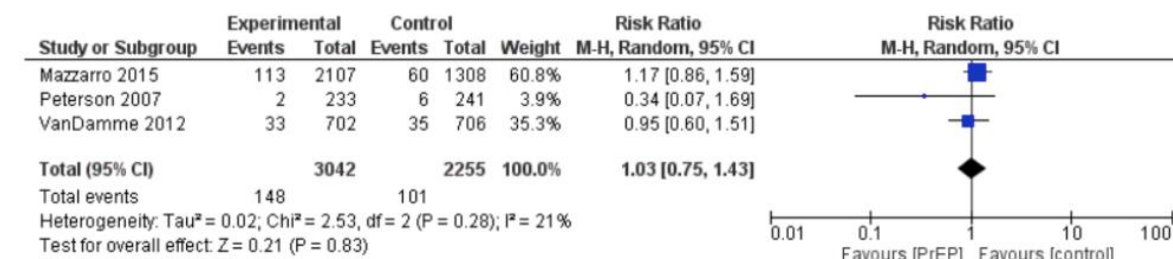 Experimental Control Risk Ratio Risk Ratio
Study or Subgroup Events Total Events Total Weight M-H, Random, 95% CI M-H, Random, 95% CI
Mazzarro 2015 113 2107 60 1308 60.8% 1.17 [0.86, 1.59]
Peterson 2007 2 233 6 241 3.9% 0.34 [0.07, 1.69]
VanDamme 2012 33 702 35 706 35.3% 0.95 [0.60, 1.51]
Total (95% CI) 3042 2255 100.0% 1.03 [0.75, 1.43]
Total events 148 101
Heterogeneity: Tau² = 0.02; Chi² = 2.53, df = 2 (P = 0.28); I² = 21%
Test for overall effect: Z = 0.21 (P = 0.83)
0.01 0.1 1 10 100
Favours [PrEP] Favours [control]